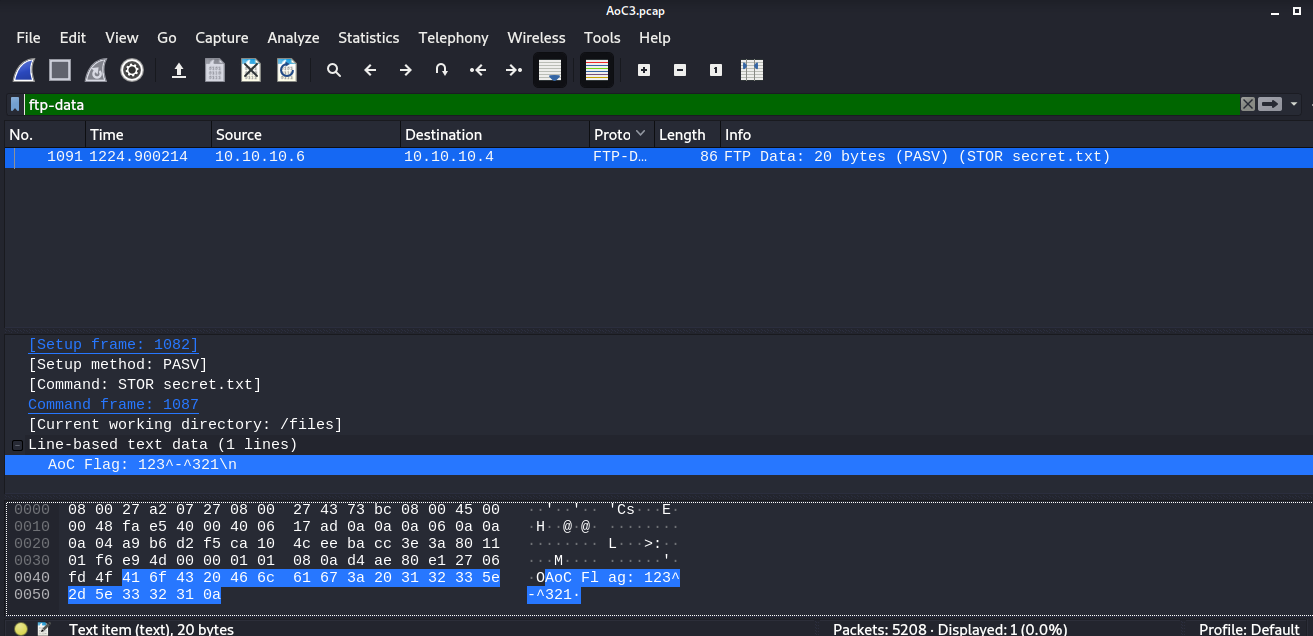 AoC3.pcap
File Edit View Go Capture Analyze Statistics Telephony Wireless Tools Help
ftp-data
No. Time Source Destination Proto Length Info
1091 1224.900214 10.10.10.6 10.10.10.4 FTP-D… 86 FTP Data: 20 bytes (PASV) (STOR secret.txt)
[Setup frame: 1082]
[Setup method: PASV]
[Command: STOR secret.txt]
Command frame: 1087
[Current working directory: /files]
Line-based text data (1 lines)
AoC Flag: 123^-^321\n
0000 08 00 27 a2 07 27 08 00 27 43 73 bc 08 00 45 00 ··'··'·· 'Cs···E·
0010 00 48 fa e5 40 00 40 06 17 ad 0a 0a 0a 06 0a 0a ·H··@·@· ········
0020 0a 04 a9 b6 d2 f5 ca 10 4c ee ba cc 3e 3a 80 11 ········ L···>:··
0030 01 f6 e9 4d 00 00 01 01 08 0a d4 ae 80 e1 27 06 ···M···· ······'·
0040 fd 4f 41 6f 43 20 46 6c 61 67 3a 20 31 32 33 5e ·OAoC Fl ag: 123^
0050 2d 5e 33 32 31 0a -^321·
Text item (text), 20 bytes Packets: 5208 · Displayed: 1 (0.0%) Profile: Default